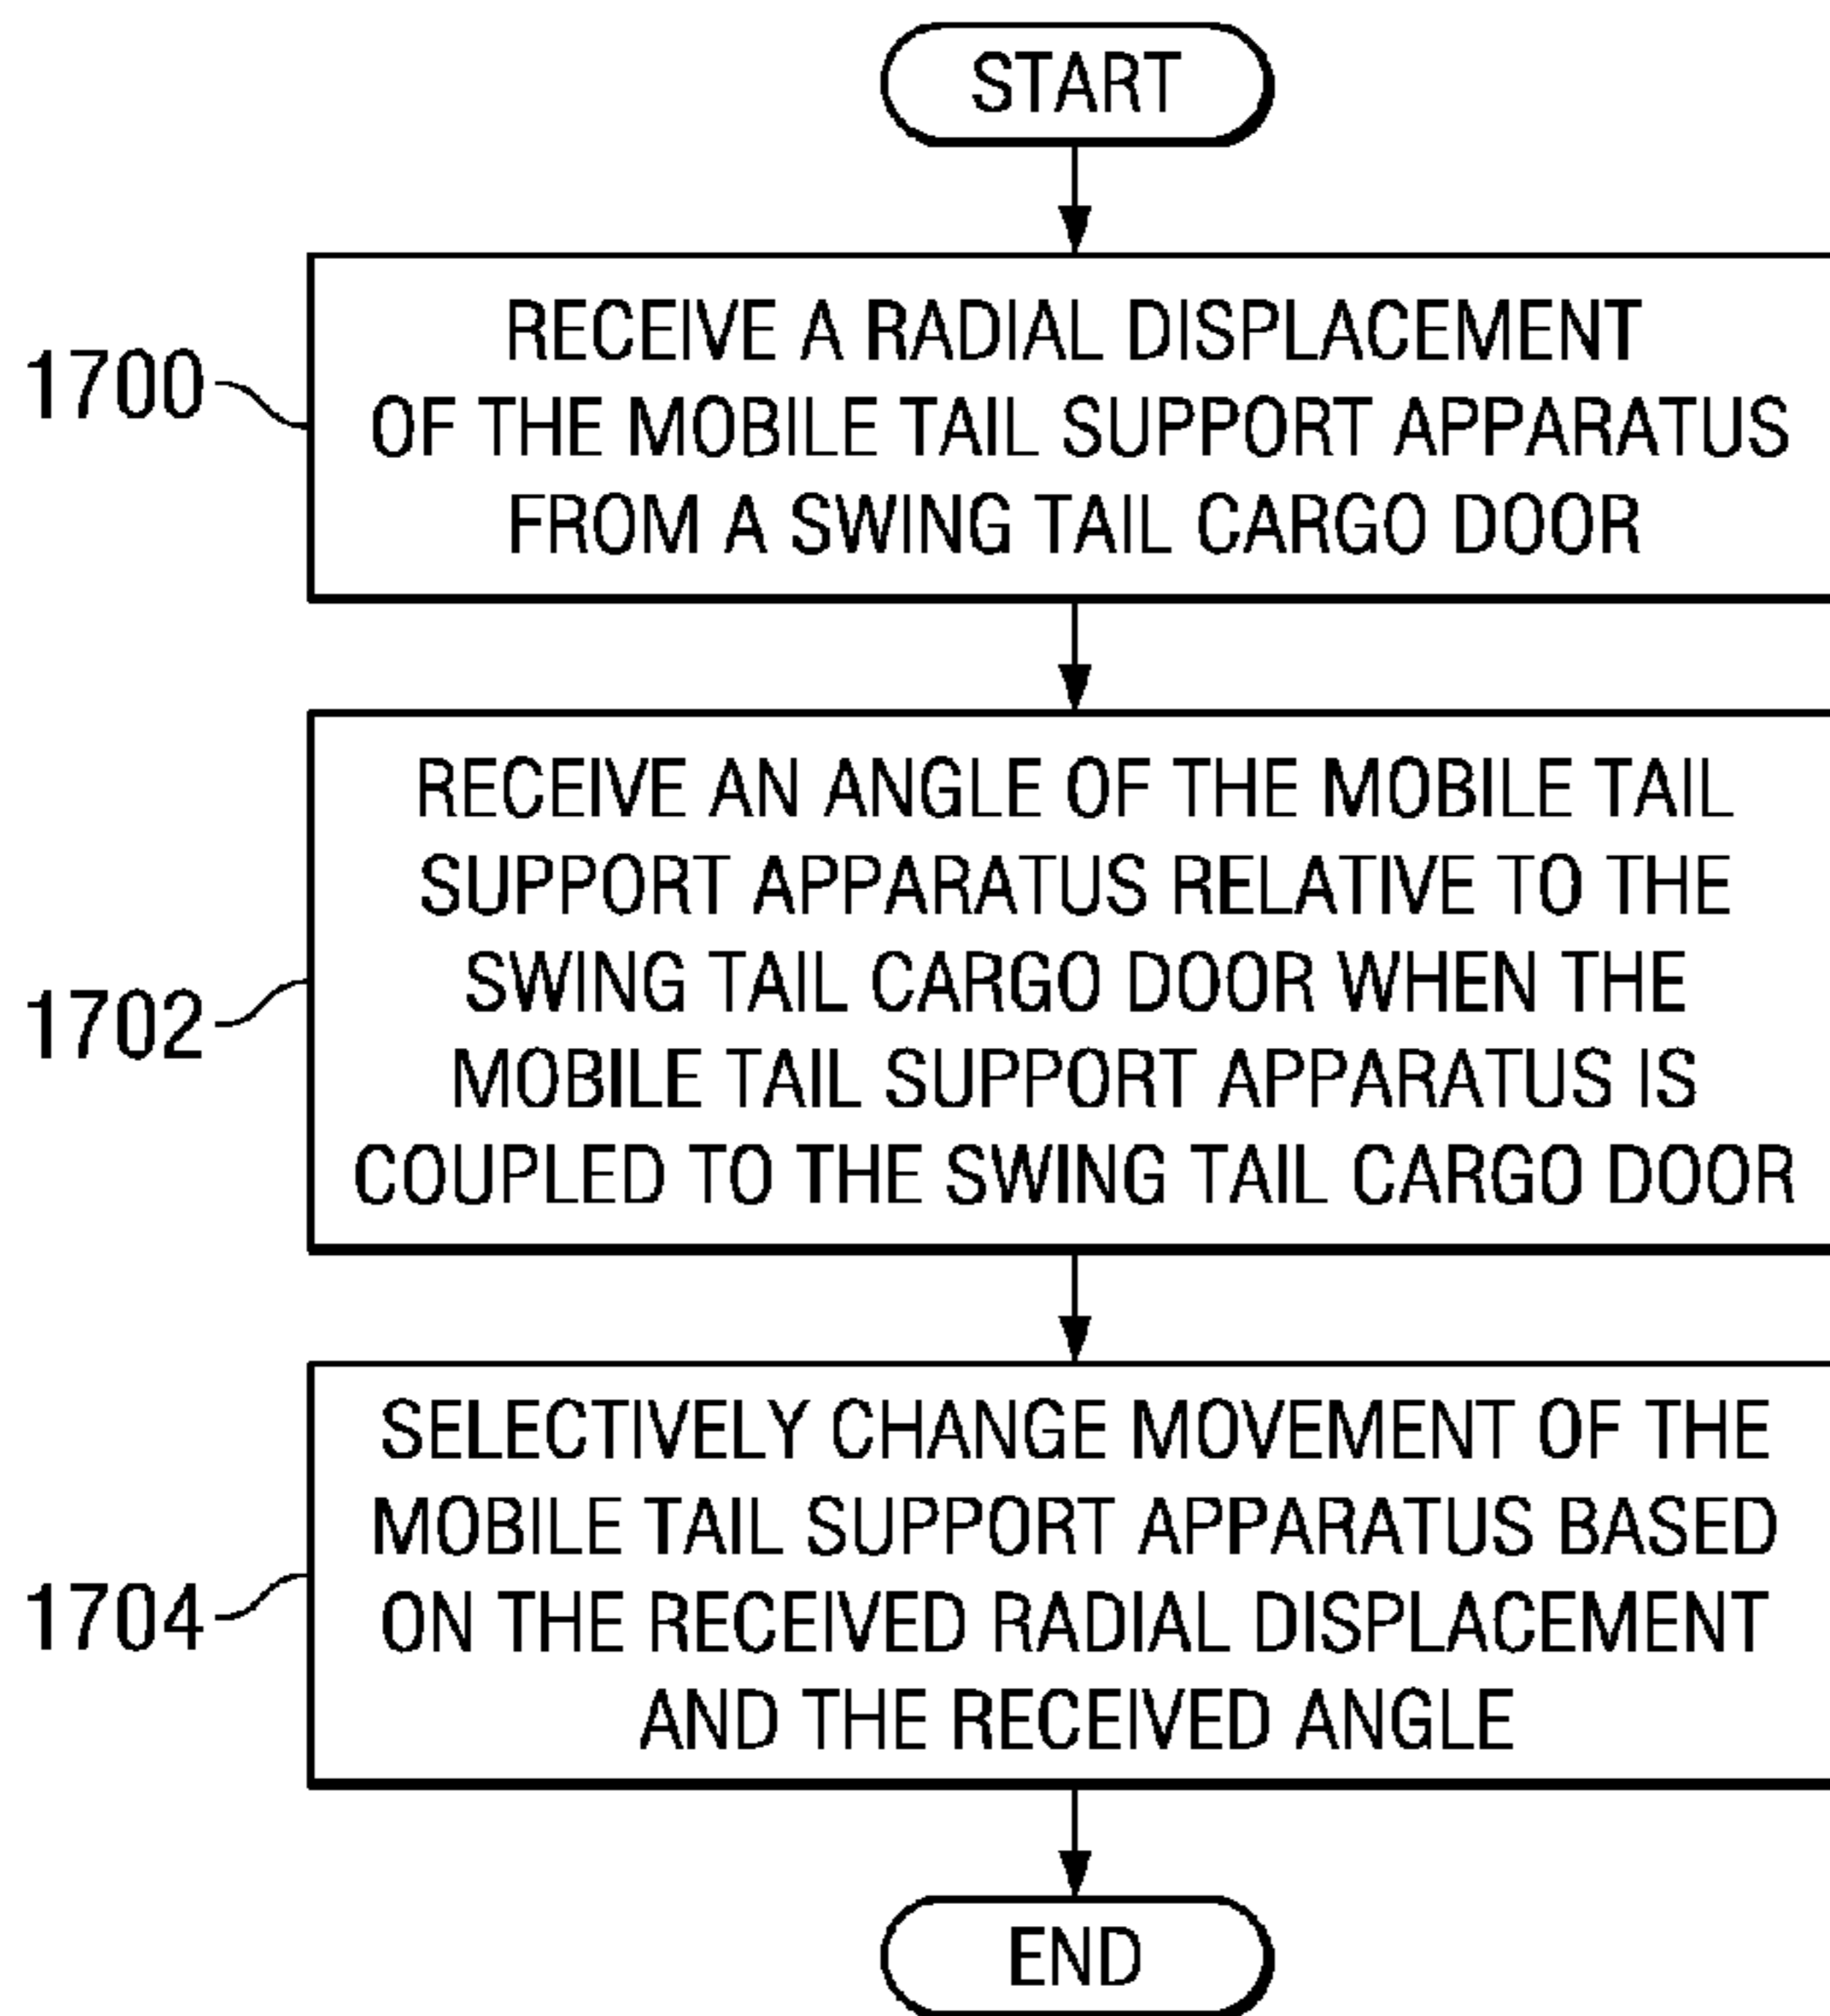 START
1700
RECEIVE A RADIAL DISPLACEMENT
OF THE MOBILE TAIL SUPPORT APPARATUS
FROM A SWING TAIL CARGO DOOR
1702
RECEIVE AN ANGLE OF THE MOBILE TAIL
SUPPORT APPARATUS RELATIVE TO THE
SWING TAIL CARGO DOOR WHEN THE
MOBILE TAIL SUPPORT APPARATUS IS
COUPLED TO THE SWING TAIL CARGO DOOR
1704
SELECTIVELY CHANGE MOVEMENT OF THE
MOBILE TAIL SUPPORT APPARATUS BASED
ON THE RECEIVED RADIAL DISPLACEMENT
AND THE RECEIVED ANGLE
END